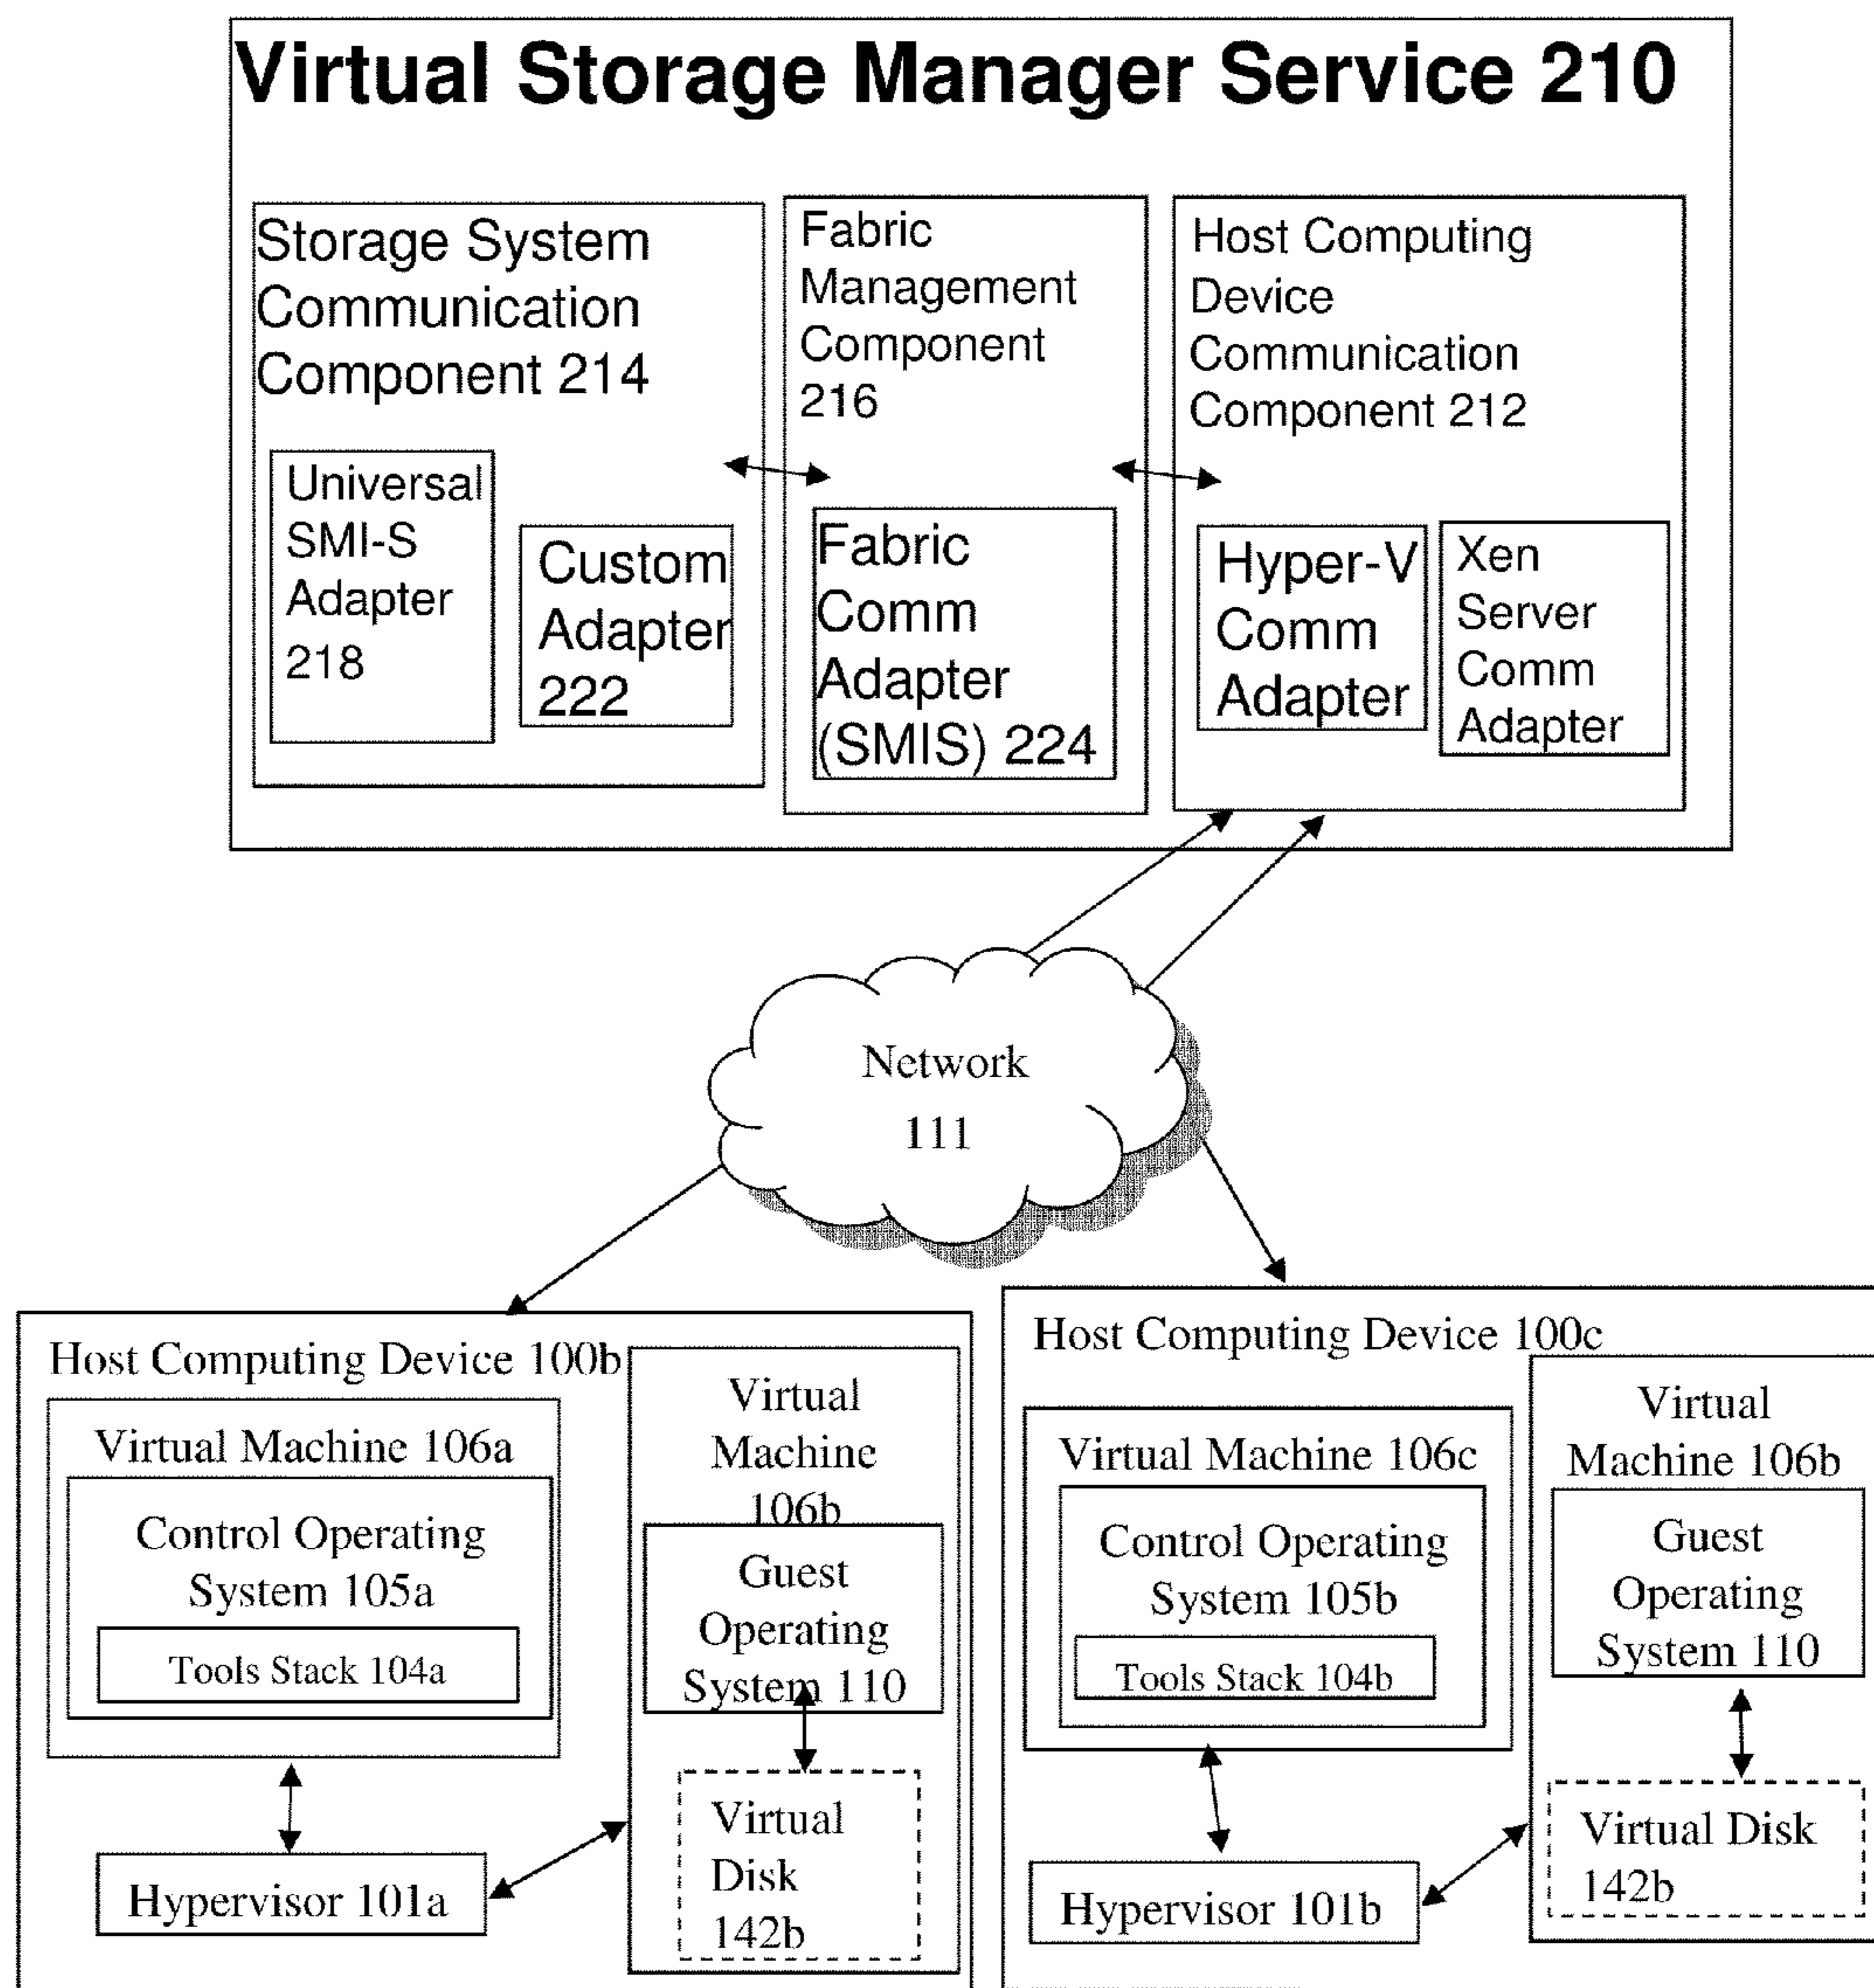 Virtual Storage Manager Service 210
Storage System
Communication
Component 214
Universal
SMI-S
Adapter
218
Custom
Adapter
222
Fabric
Management
Component
216
Fabric
Comm
Adapter
(SMIS) 224
Host Computing
Device
Communication
Component 212
Hyper-V
Comm
Adapter
Xen
Server
Comm
Adapter
Network
111
Host Computing Device 100b
Virtual Machine 106a
Control Operating
System 105a
Tools Stack 104a
Hypervisor 101a
Virtual
Machine
106b
Guest
Operating
System 110
Virtual
Disk
142b
Host Computing Device 100c
Virtual Machine 106c
Control Operating
System 105b
Tools Stack 104b
Hypervisor 101b
Virtual
Machine 106b
Guest
Operating
System 110
Virtual Disk
142b